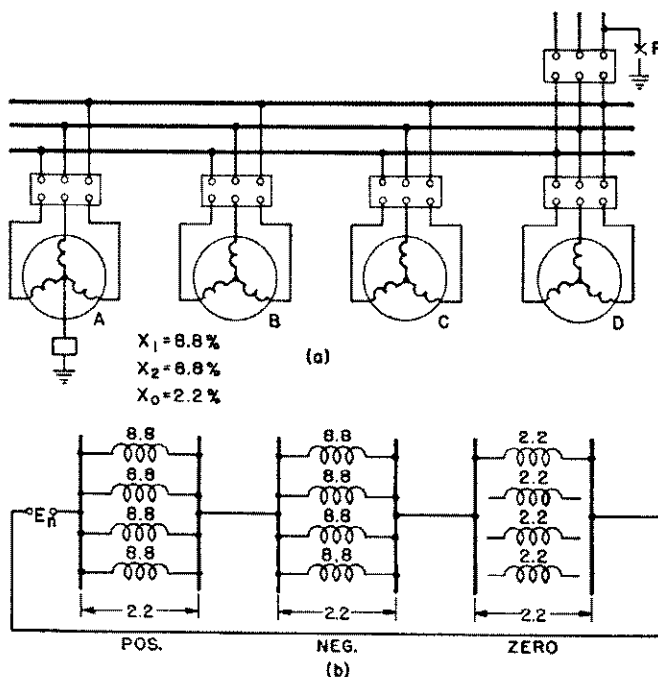 F
A
B
C
D
X₁ = 8.8%
X₂ = 8.8%
X₀ = 2.2%
(a)
8.8 8.8 2.2
8.8 8.8 2.2
Eₙ
8.8 8.8 2.2
8.8 8.8 2.2
2.2 2.2 2.2
POS. NEG. ZERO
(b)